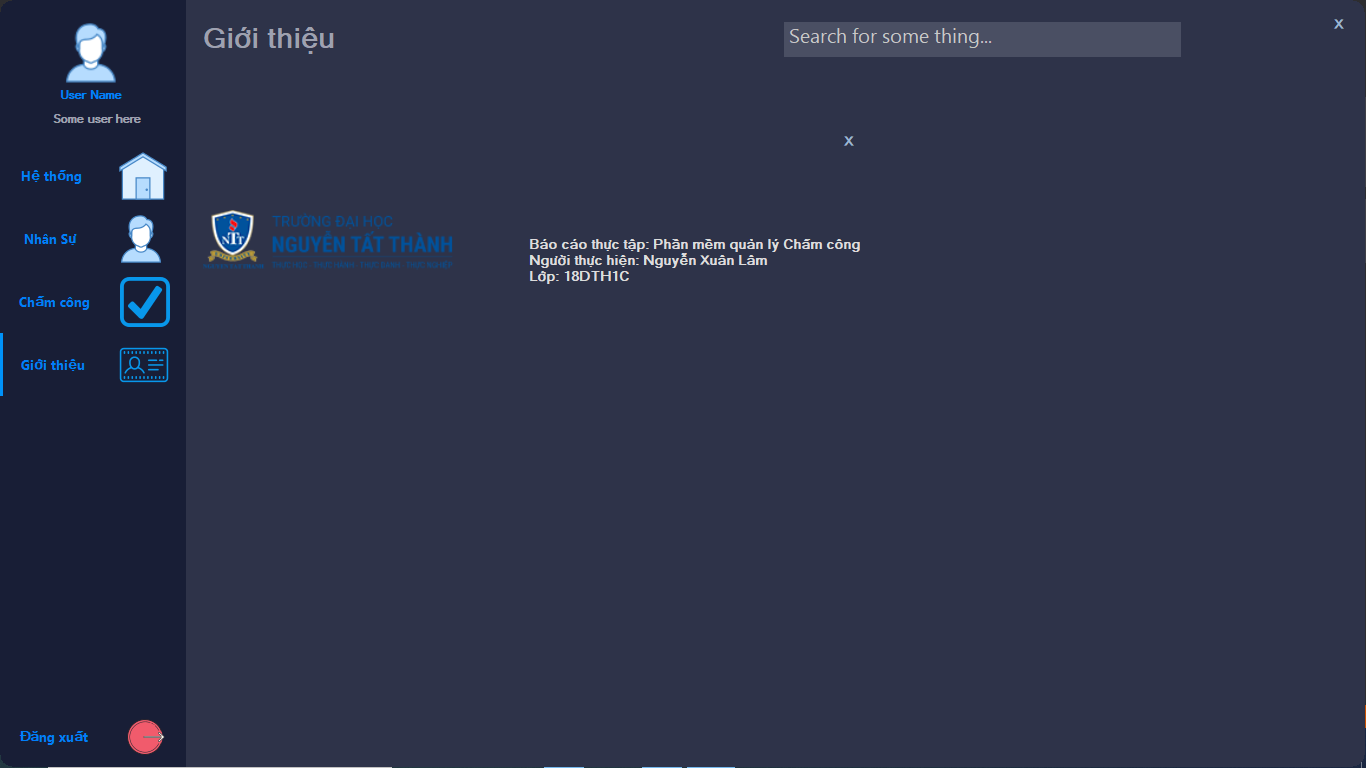 User Name
Some user here
Hệ thống
Nhân Sự
Chấm công
Giới thiệu
Đăng xuất
Giới thiệu
Search for some thing...
x
x
TRƯỜNG ĐẠI HỌC
NGUYỄN TẤT THÀNH
NTT
Báo cáo thực tập: Phần mềm quản lý Chấm công
Người thực hiện: Nguyễn Xuân Lâm
Lớp: 18DTH1C